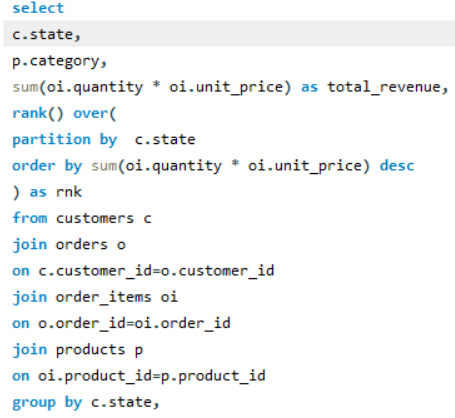 select
c.state,
p.category,
sum(oi.quantity * oi.unit_price) as total_revenue,
rank() over(
partition by  c.state
order by sum(oi.quantity * oi.unit_price) desc
) as rnk
from customers c
join orders o
on c.customer_id=o.customer_id
join order_items oi
on o.order_id=oi.order_id
join products p
on oi.product_id=p.product_id
group by c.state,